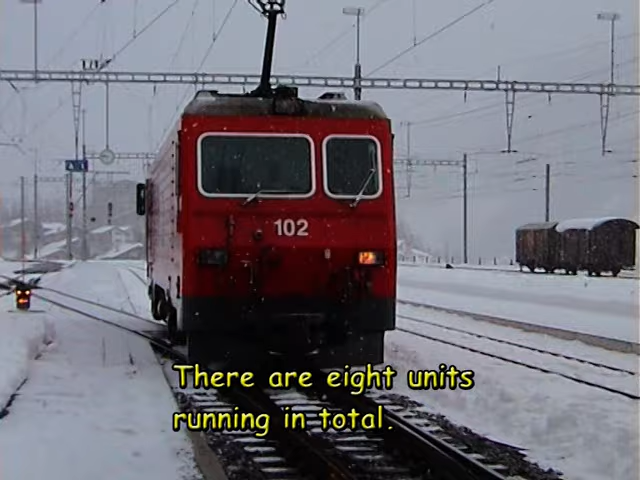 102
There are eight units
running in total.